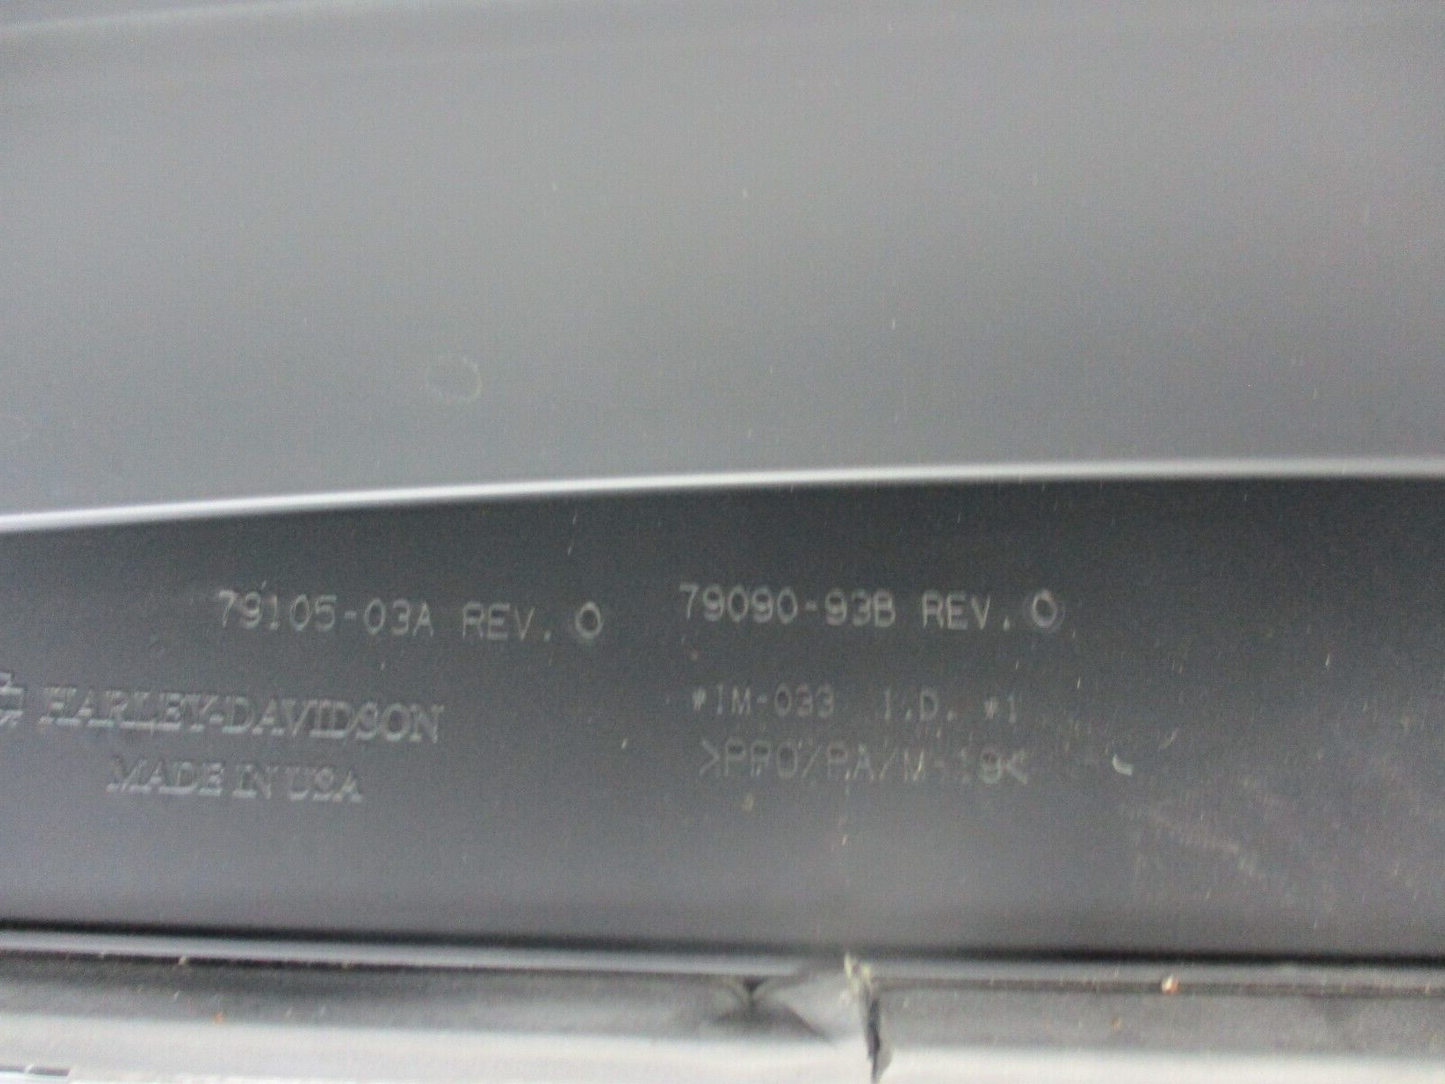 79105-03A REV. 0
79090-93B REV. 0
HARLEY-DAVIDSON
MADE IN USA
*IM-033 I.D. #1
>PPO/PA/M-19<